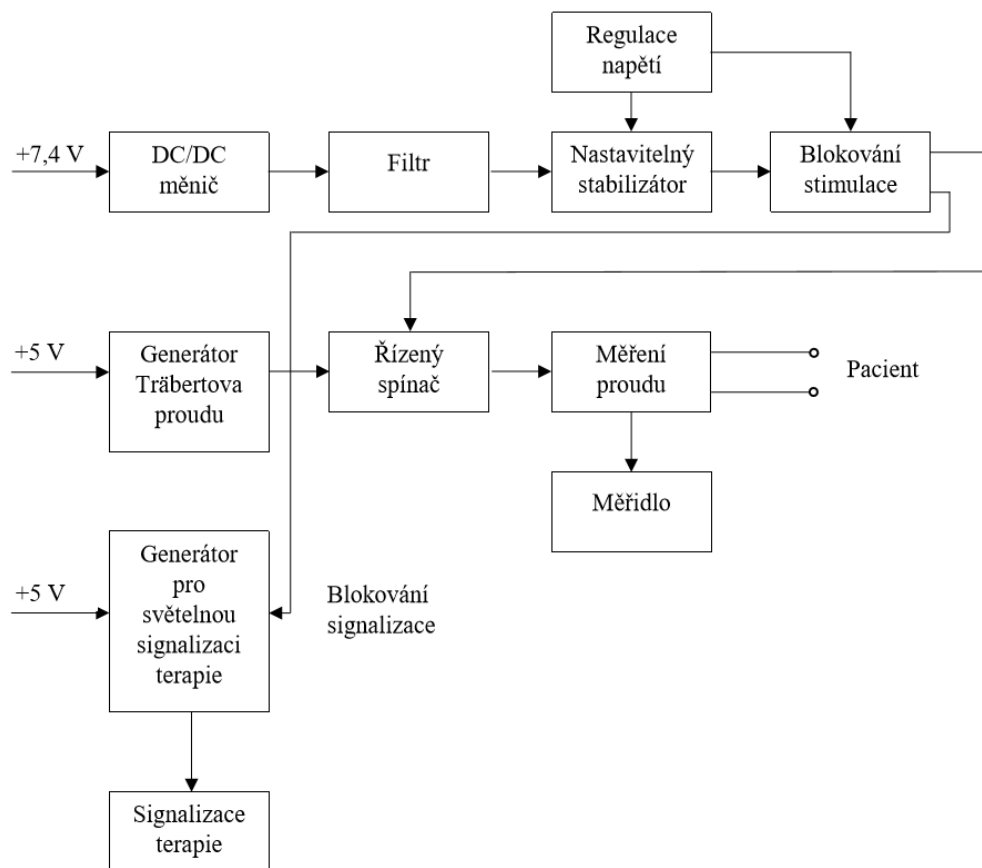 Regulace
napětí
+7,4 V
DC/DC
měnič
Filtr
Nastavitelný
stabilizátor
Blokování
stimulace
+5 V
Generátor
Träbertova
proudu
Řízený
spínač
Měření
proudu
Pacient
Měřidlo
+5 V
Generátor
pro
světelnou
signalizaci
terapie
Blokování
signalizace
Signalizace
terapie